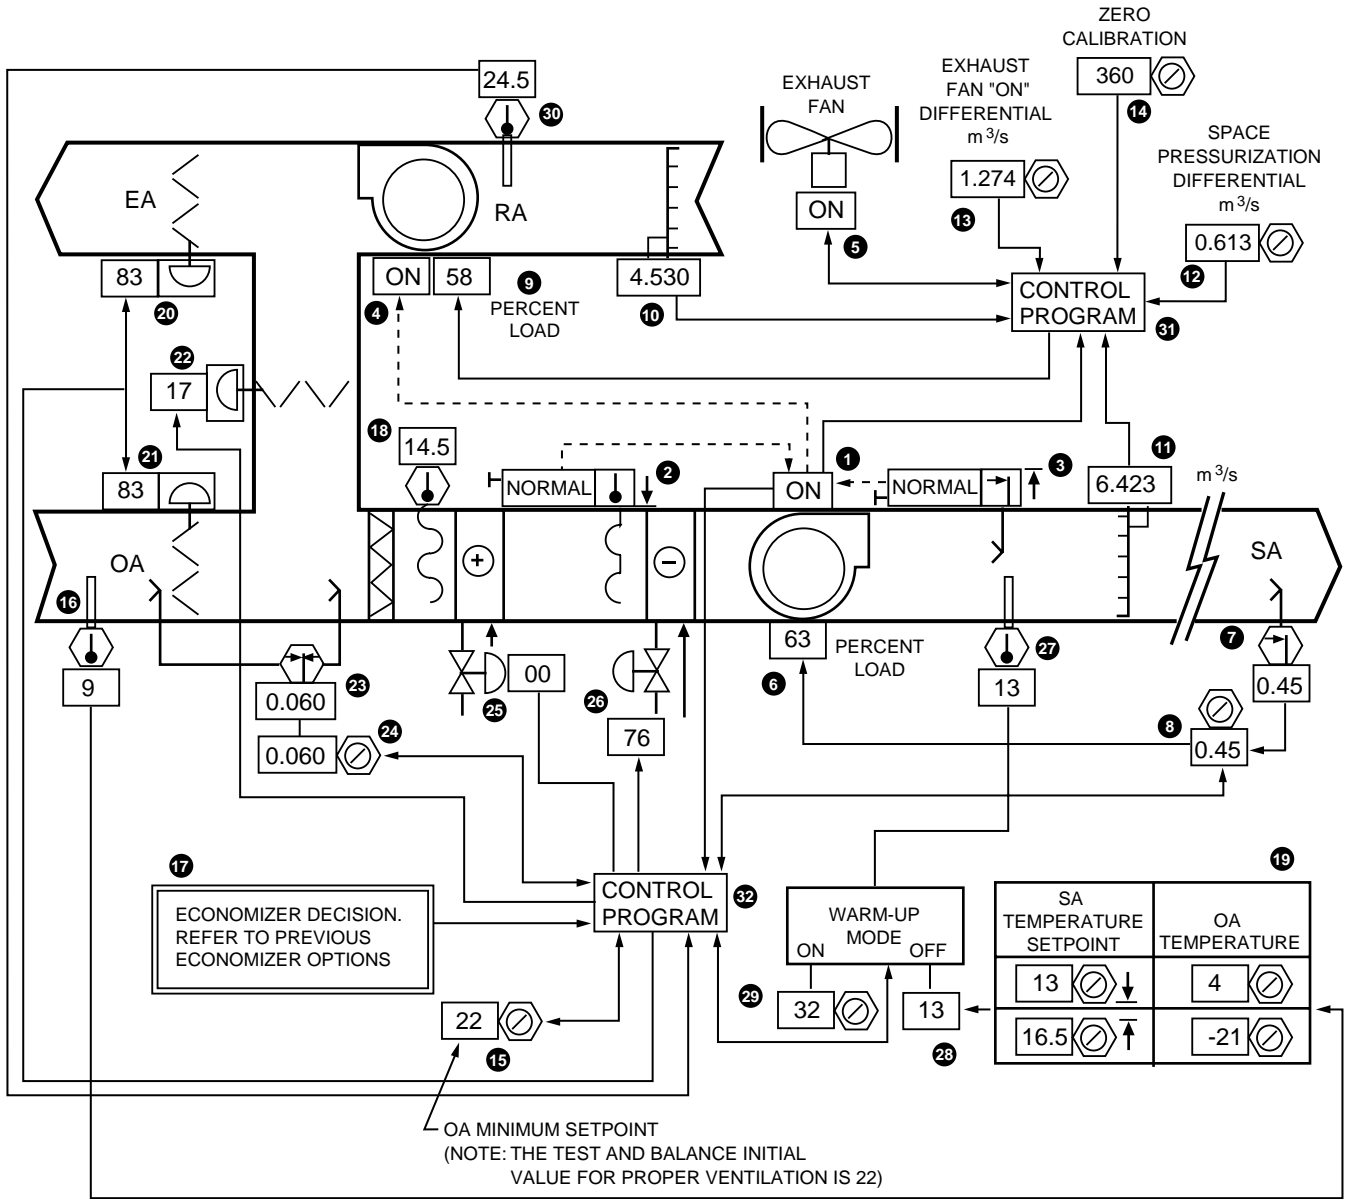 ZERO
CALIBRATION
360
14
EXHAUST
FAN
EXHAUST
FAN "ON"
DIFFERENTIAL
m³/s
1.274
13
SPACE
PRESSURIZATION
DIFFERENTIAL
m³/s
0.613
12
24.5
30
EA
RA
ON
5
83
20
ON
58
4
9
PERCENT
LOAD
4.530
10
CONTROL
PROGRAM
31
22
17
18
14.5
21
83
NORMAL
2
1
ON
NORMAL
3
11
6.423
m³/s
OA
+
−
SA
16
9
23
0.060
24
0.060
25
00
26
76
63
PERCENT
LOAD
6
27
13
7
0.45
8
0.45
17
ECONOMIZER DECISION.
REFER TO PREVIOUS
ECONOMIZER OPTIONS
CONTROL
PROGRAM
32
WARM-UP
MODE
ON
OFF
29
32
13
28
19
SA
TEMPERATURE
SETPOINT
OA
TEMPERATURE
13
4
16.5
-21
22
15
OA MINIMUM SETPOINT
(NOTE: THE TEST AND BALANCE INITIAL
VALUE FOR PROPER VENTILATION IS 22)